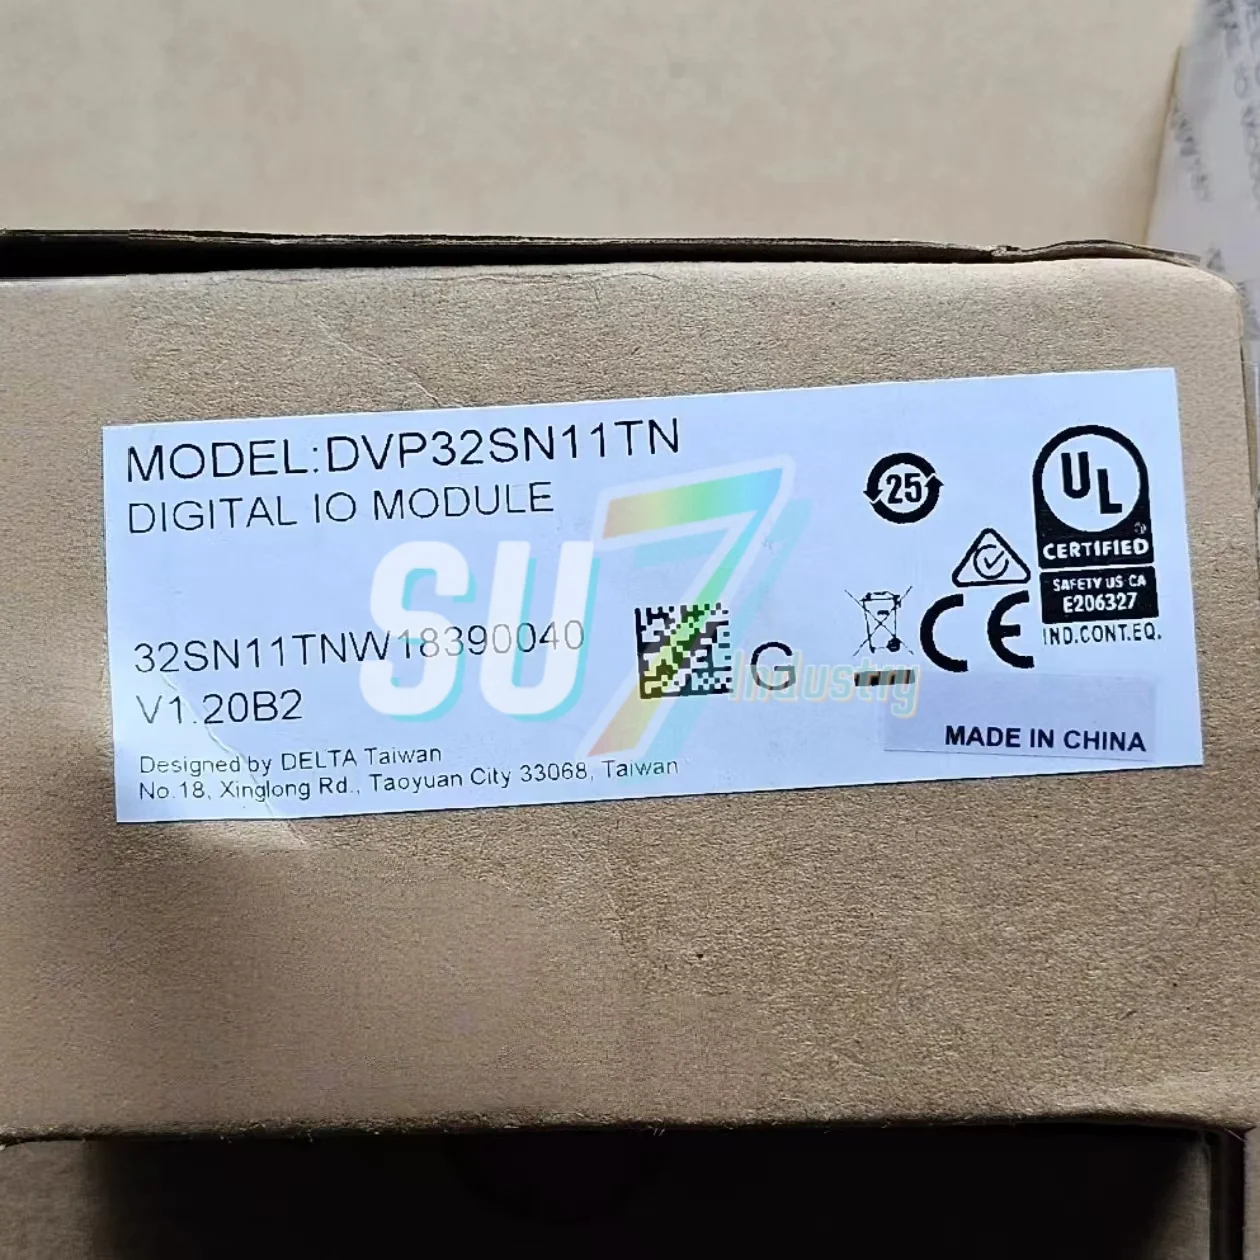 MODEL:DVP32SN11TN
DIGITAL IO MODULE
32SN11TNW18390040
V1.20B2
G
Designed by DELTA Taiwan
No.18, Xinglong Rd., Taoyuan City 33068, Taiwan
25
UL
CERTIFIED
SAFETY US CA
E206327
IND.CONT.EQ.
CE
MADE IN CHINA
SU7
Industry